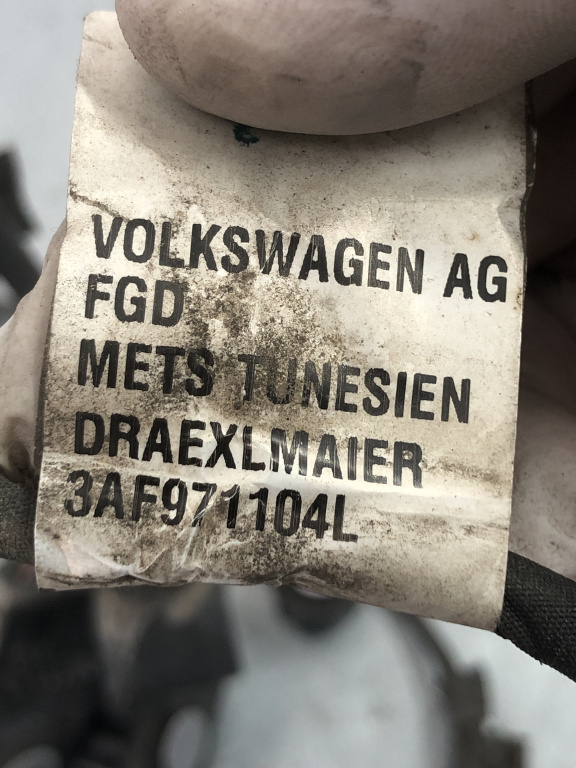 VOLKSWAGEN AG
FGD
METS TUNESIEN
DRAEXLMAIER
3AF971104L